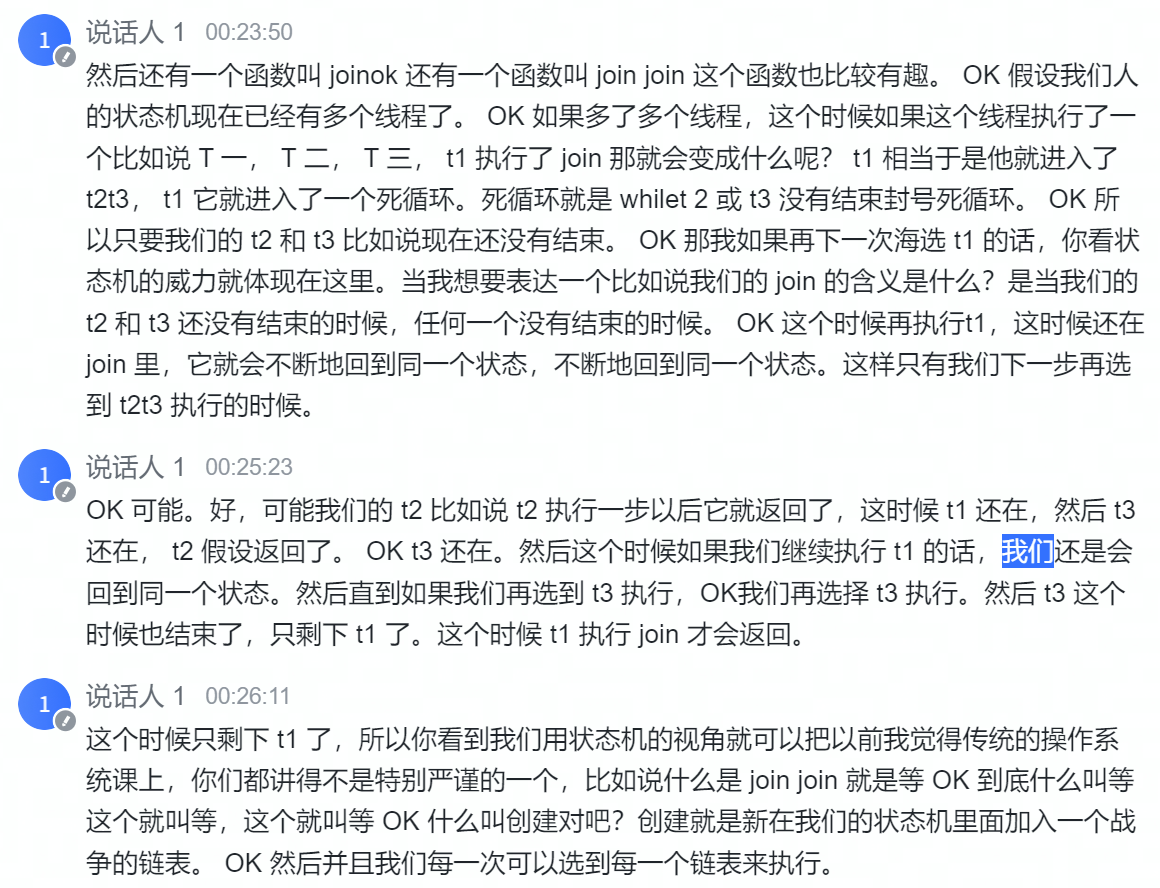 1 说话人 1 00:23:50
然后还有一个函数叫 joinok 还有一个函数叫 join join 这个函数也比较有趣。 OK 假设我们人
的状态机现在已经有多个线程了。 OK 如果多了多个线程，这个时候如果这个线程执行了一
个比如说 T 一， T 二， T 三， t1 执行了 join 那就会变成什么呢？ t1 相当于是他就进入了
t2t3， t1 它就进入了一个死循环。死循环就是 whilet 2 或 t3 没有结束封号死循环。 OK 所
以只要我们的 t2 和 t3 比如说现在还没有结束。 OK 那我如果再下一次海选 t1 的话，你看状
态机的威力就体现在这里。当我想要表达一个比如说我们的 join 的含义是什么？是当我们的
t2 和 t3 还没有结束的时候，任何一个没有结束的时候。 OK 这个时候再执行t1，这时候还在
join 里，它就会不断地回到同一个状态，不断地回到同一个状态。这样只有我们下一步再选
到 t2t3 执行的时候。
1 说话人 1 00:25:23
OK 可能。好，可能我们的 t2 比如说 t2 执行一步以后它就返回了，这时候 t1 还在，然后 t3
还在， t2 假设返回了。 OK t3 还在。然后这个时候如果我们继续执行 t1 的话，我们还是会
回到同一个状态。然后直到如果我们再选到 t3 执行，OK我们再选择 t3 执行。然后 t3 这个
时候也结束了，只剩下 t1 了。这个时候 t1 执行 join 才会返回。
1 说话人 1 00:26:11
这个时候只剩下 t1 了，所以你看到我们用状态机的视角就可以把以前我觉得传统的操作系
统课上，你们都讲得不是特别严谨的一个，比如说什么是 join join 就是等 OK 到底什么叫等
这个就叫等，这个就叫等 OK 什么叫创建对吧？创建就是新在我们的状态机里面加入一个战
争的链表。 OK 然后并且我们每一次可以选到每一个链表来执行。